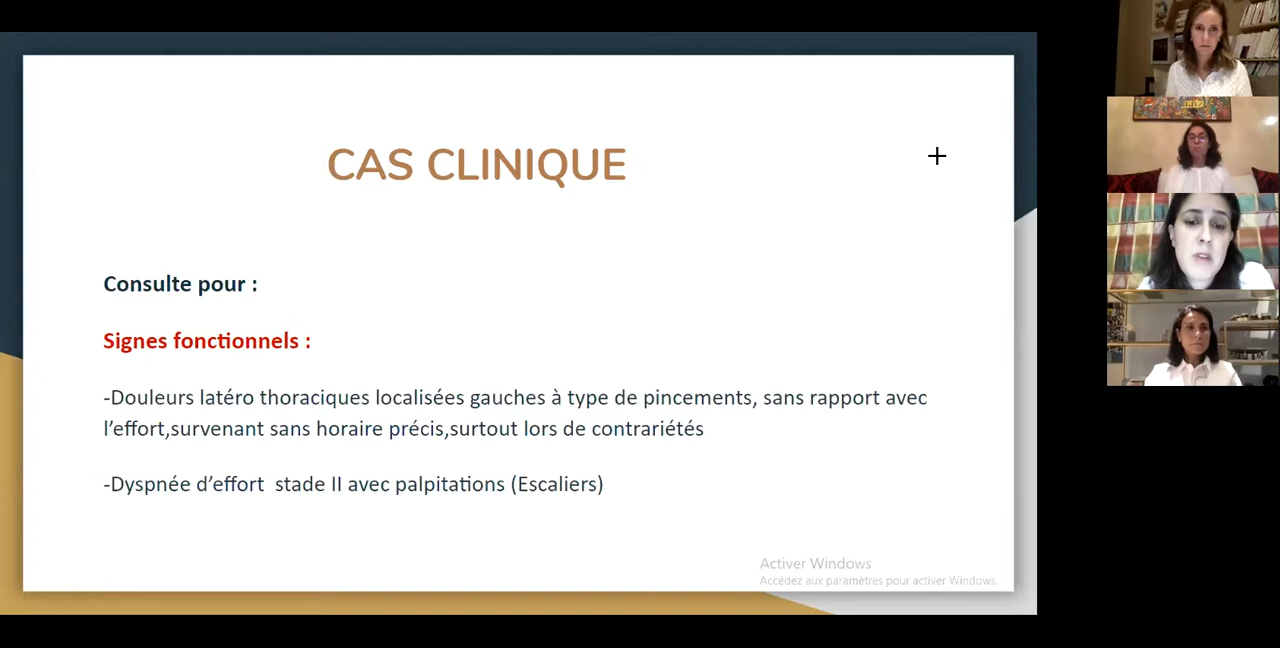 CAS CLINIQUE
Consulte pour :
Signes fonctionnels :
-Douleurs latéro thoraciques localisées gauches à type de pincements, sans rapport avec
l’effort,survenant sans horaire précis,surtout lors de contrariétés
-Dyspnée d’effort  stade II avec palpitations (Escaliers)
Activer Windows
Accédez aux paramètres pour activer Windows.